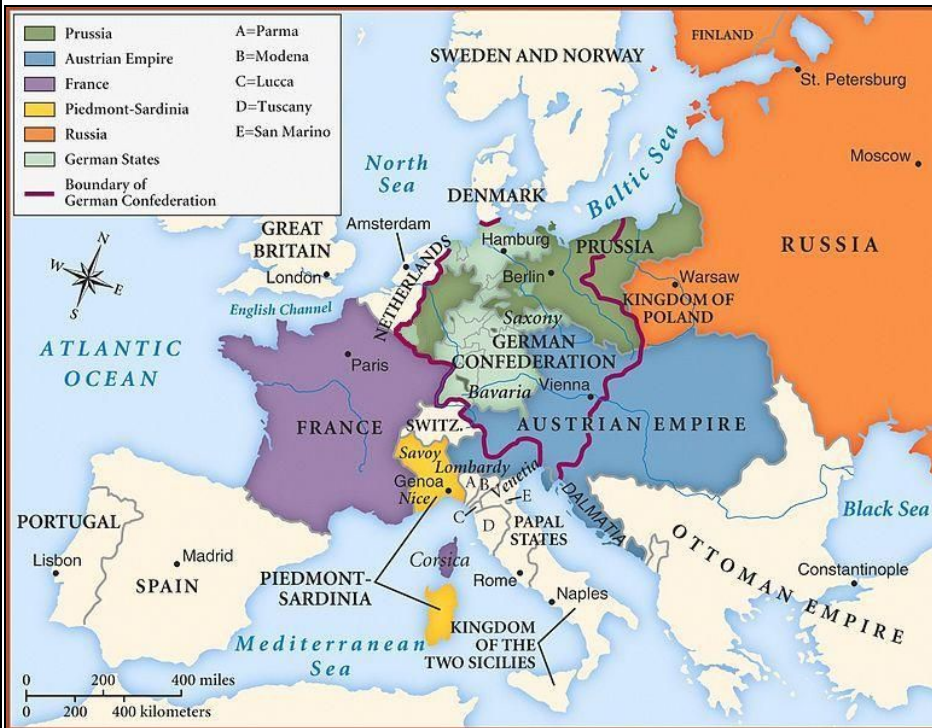 Prussia
Austrian Empire
France
Piedmont-Sardinia
Russia
German States
Boundary of
German Confederation
A=Parma
B=Modena
C=Lucca
D=Tuscany
E=San Marino
FINLAND
SWEDEN AND NORWAY
St. Petersburg
Moscow
North
Sea
Baltic Sea
DENMARK
GREAT
BRITAIN
Amsterdam
Hamburg
PRUSSIA
RUSSIA
N
W
E
S
London
NETHERLANDS
Berlin
Warsaw
KINGDOM OF
POLAND
English Channel
Saxony
ATLANTIC
OCEAN
Paris
GERMAN
CONFEDERATION
Bavaria
Vienna
FRANCE
SWITZ.
AUSTRIAN EMPIRE
Savoy
Lombardy
Venetia
Genoa
Nice
A
B
E
C
D
DALMATIA
Black Sea
PORTUGAL
PAPAL
STATES
OTTOMAN EMPIRE
Lisbon
Madrid
SPAIN
Corsica
PIEDMONT-
SARDINIA
Rome
Constantinople
Naples
Mediterranean
Sea
KINGDOM
OF THE
TWO SICILIES
0 200 400 miles
0 200 400 kilometers